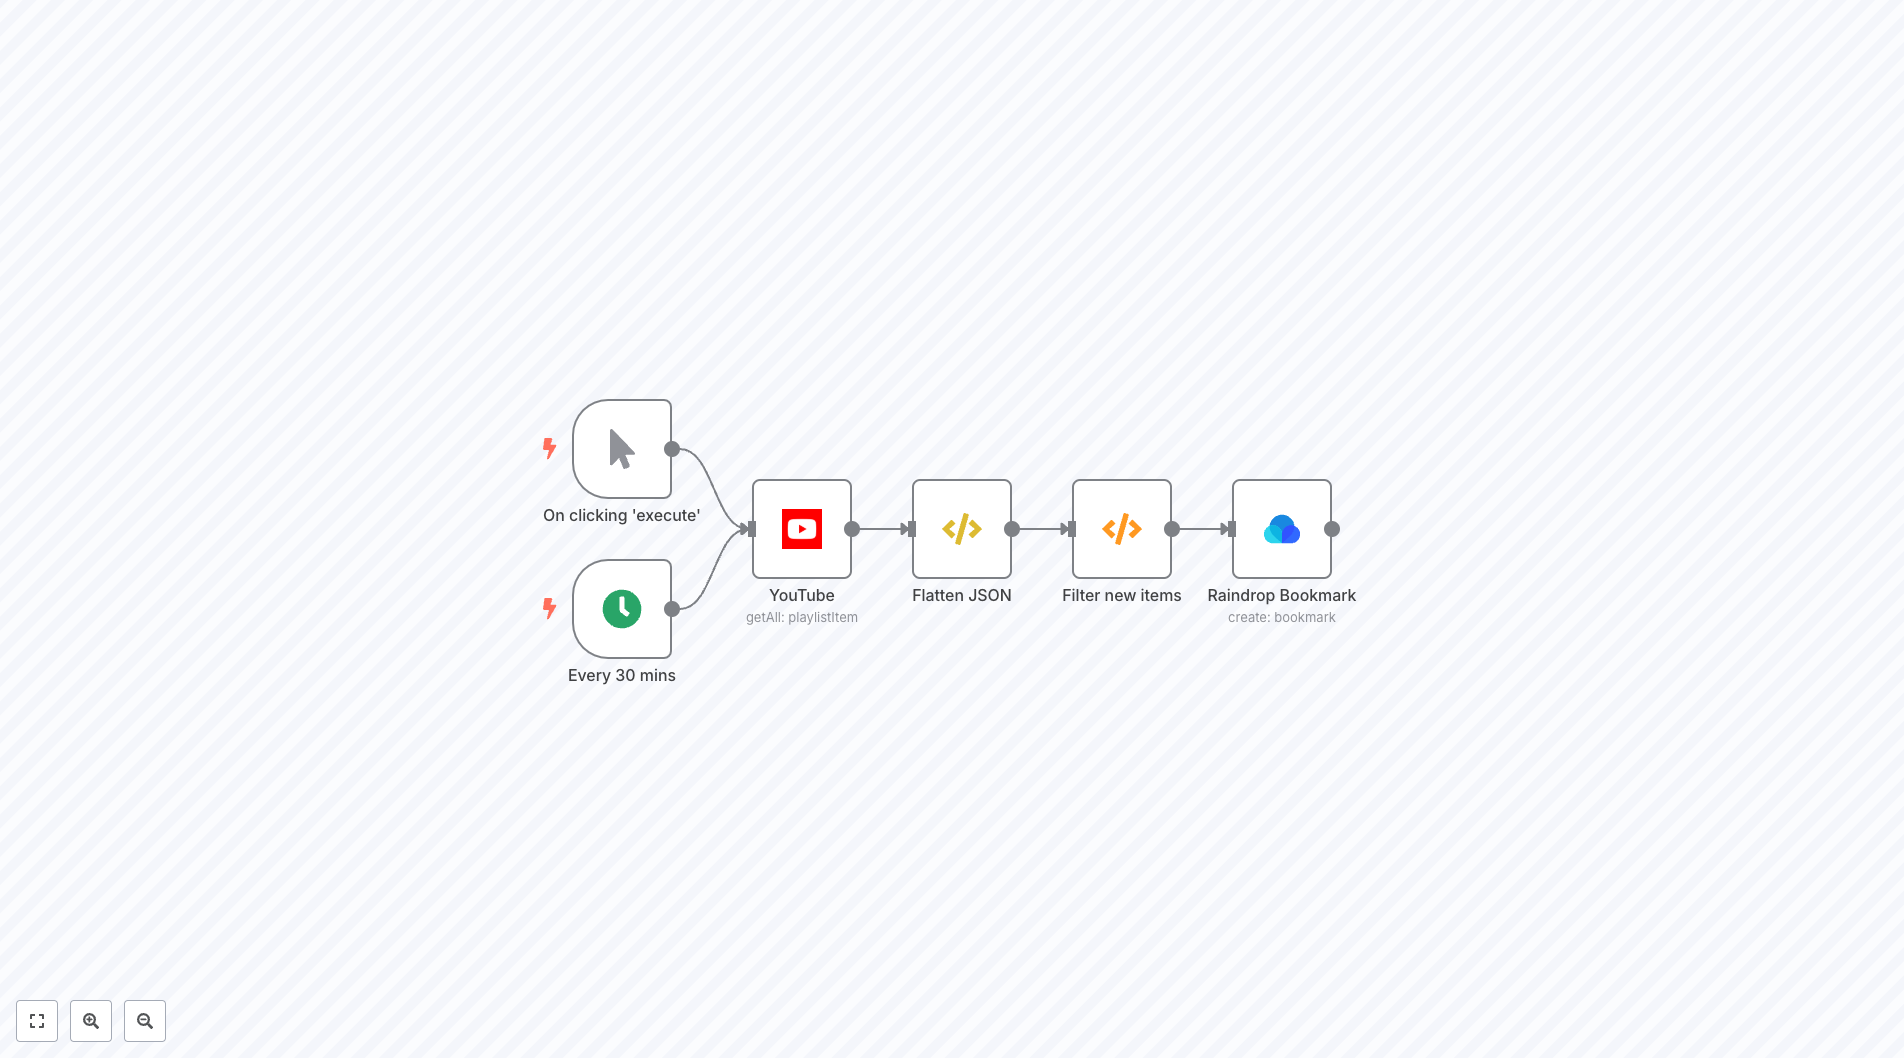 On clicking 'execute'
Every 30 mins
YouTube
getAll: playlistItem
Flatten JSON
Filter new items
Raindrop Bookmark
create: bookmark